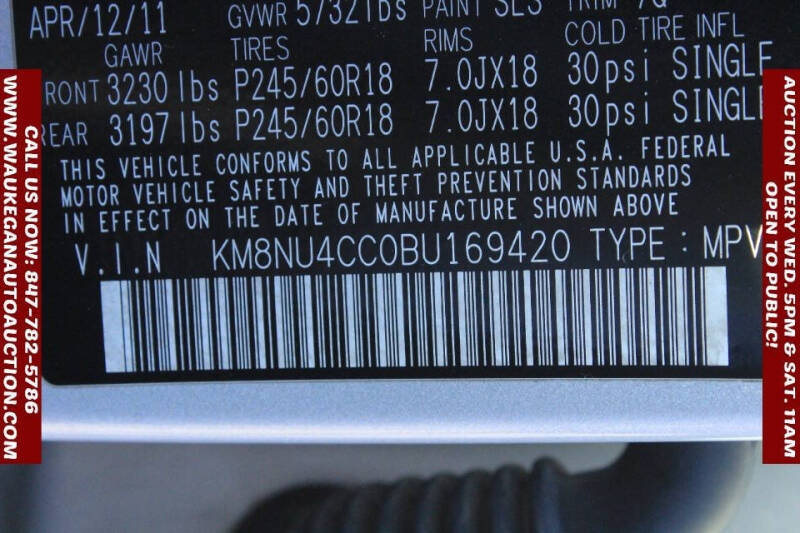 APR/12/11 GVWR 5732lbs PAINT SES TRIM
GAWR TIRES RIMS COLD TIRE INFL
FRONT 3230 lbs P245/60R18 7.0JX18 30psi SINGLE
REAR 3197 lbs P245/60R18 7.0JX18 30psi SINGLE
THIS VEHICLE CONFORMS TO ALL APPLICABLE U.S.A. FEDERAL
MOTOR VEHICLE SAFETY AND THEFT PREVENTION STANDARDS
IN EFFECT ON THE DATE OF MANUFACTURE SHOWN ABOVE
V.I.N KM8NU4CC0BU169420 TYPE : MPV
CALL US NOW: 847-782-5786
WWW.WAUKEGANAUTOAUCTION.COM
AUCTION EVERY WED. 5PM & SAT. 11AM
OPEN TO PUBLIC!